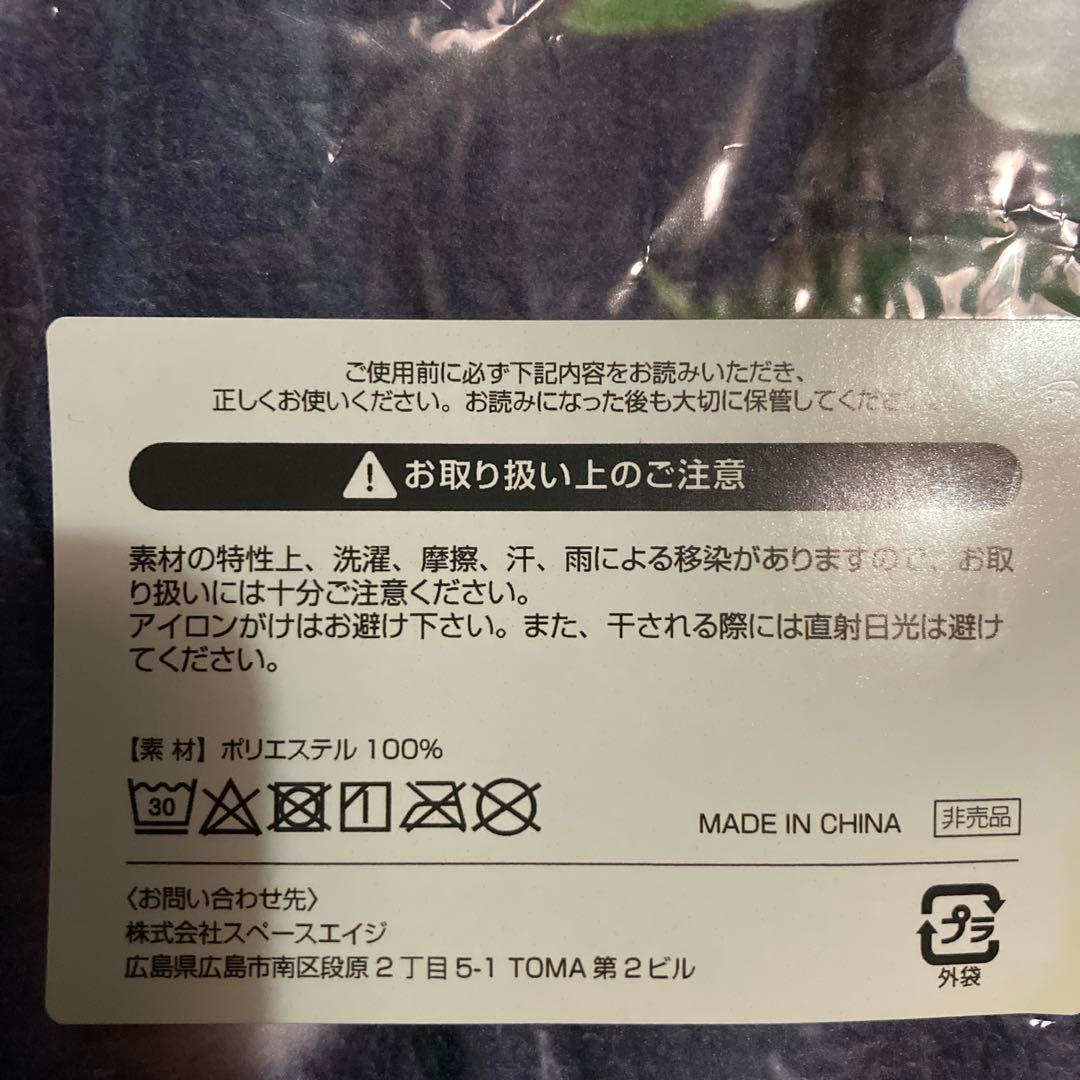 ご使用前に必ず下記内容をお読みいただき、
正しくお使いください。お読みになった後も大切に保管してくださ
お取り扱い上のご注意
素材の特性上、洗濯、摩擦、汗、雨による移染がありますので、お取
り扱いには十分ご注意ください。
アイロンがけはお避け下さい。また、干される際には直射日光は避け
てください。
【素 材】ポリエステル 100%
30
MADE IN CHINA 非売品
〈お問い合わせ先〉
株式会社スペースエイジ
広島県広島市南区段原2丁目5-1 TOMA第2ビル
プラ
外袋